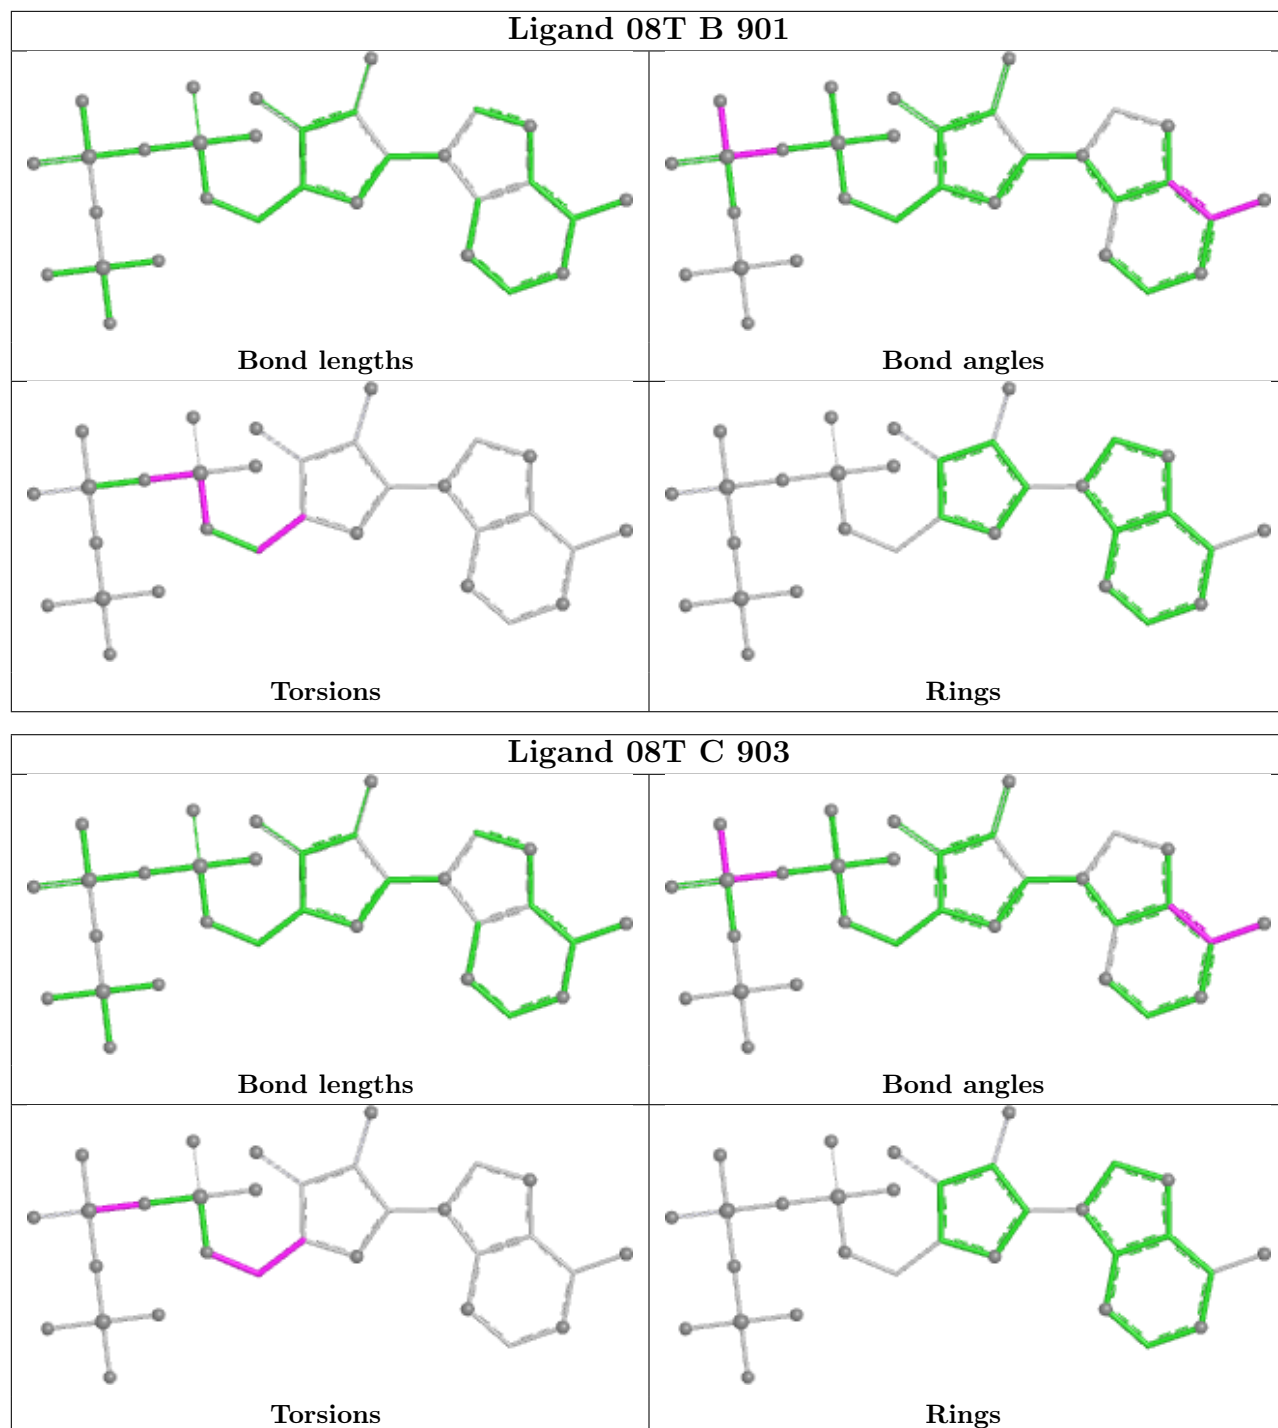 Ligand 08T B 901
Bond lengths
Bond angles
Torsions
Rings
Ligand 08T C 903
Bond lengths
Bond angles
Torsions
Rings